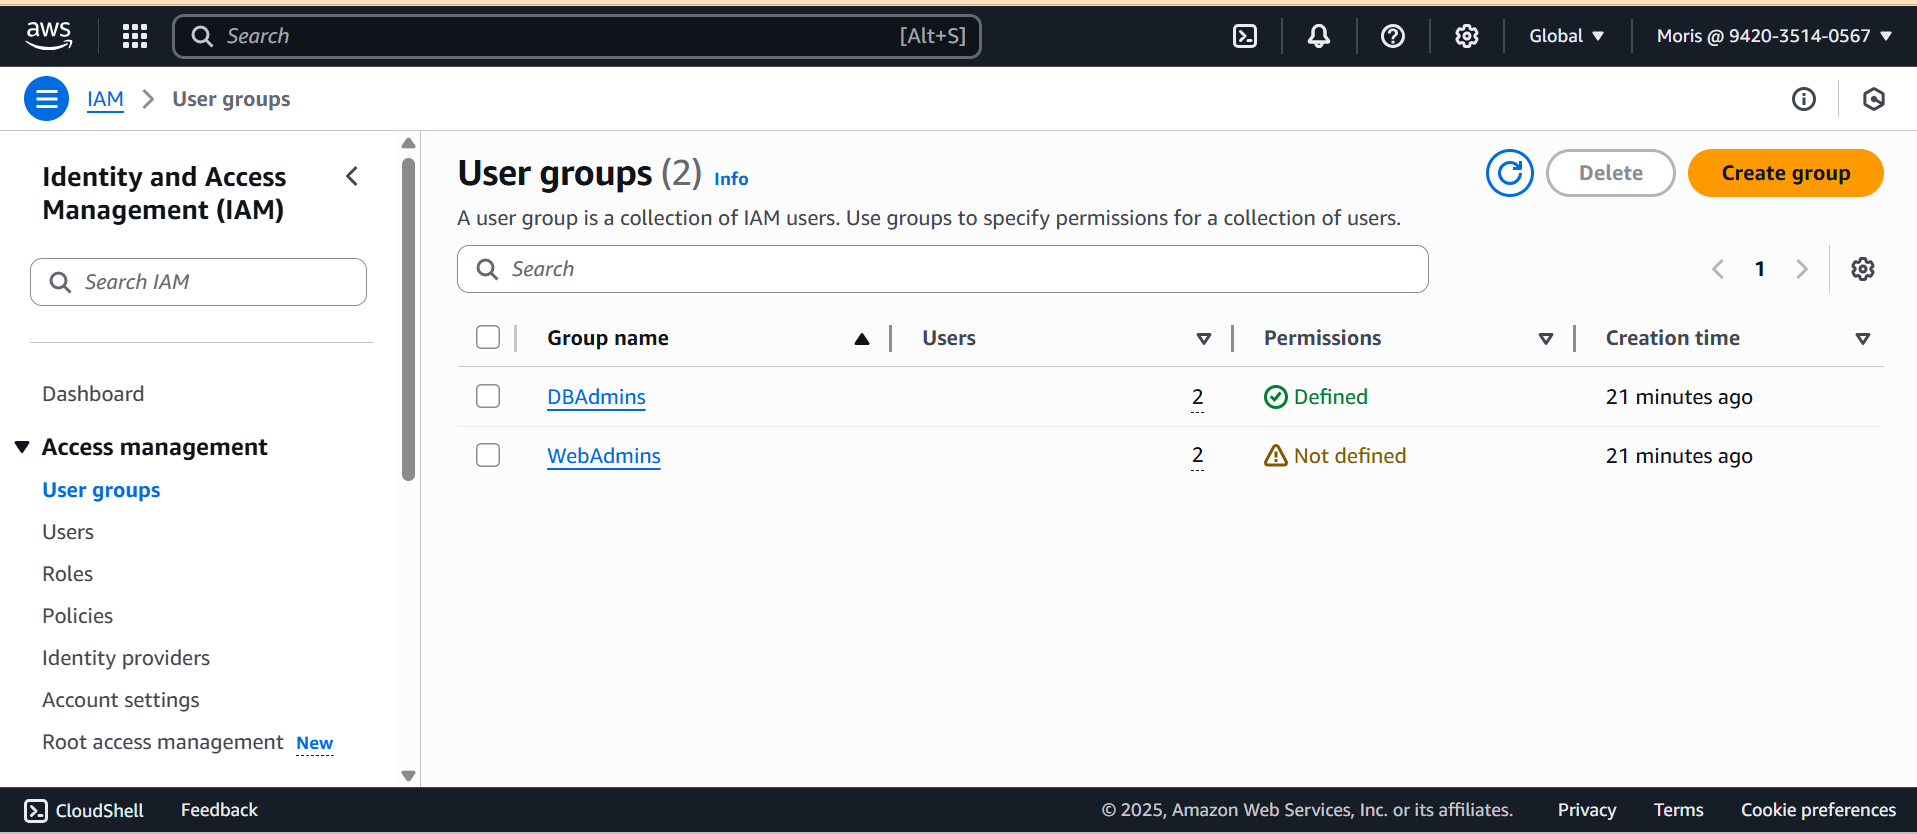 aws
Search [Alt+S]
Global
Moris @ 9420-3514-0567
IAM
User groups
Identity and Access
Management (IAM)
Search IAM
Dashboard
Access management
User groups
Users
Roles
Policies
Identity providers
Account settings
Root access management New
User groups (2) Info
Delete
Create group
A user group is a collection of IAM users. Use groups to specify permissions for a collection of users.
Search
1
Group name Users Permissions Creation time
DBAdmins 2 Defined 21 minutes ago
WebAdmins 2 Not defined 21 minutes ago
CloudShell Feedback © 2025, Amazon Web Services, Inc. or its affiliates. Privacy Terms Cookie preferences